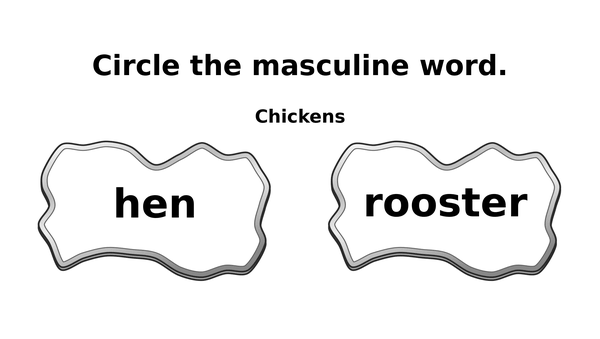 Circle the masculine word.
Chickens
hen
rooster